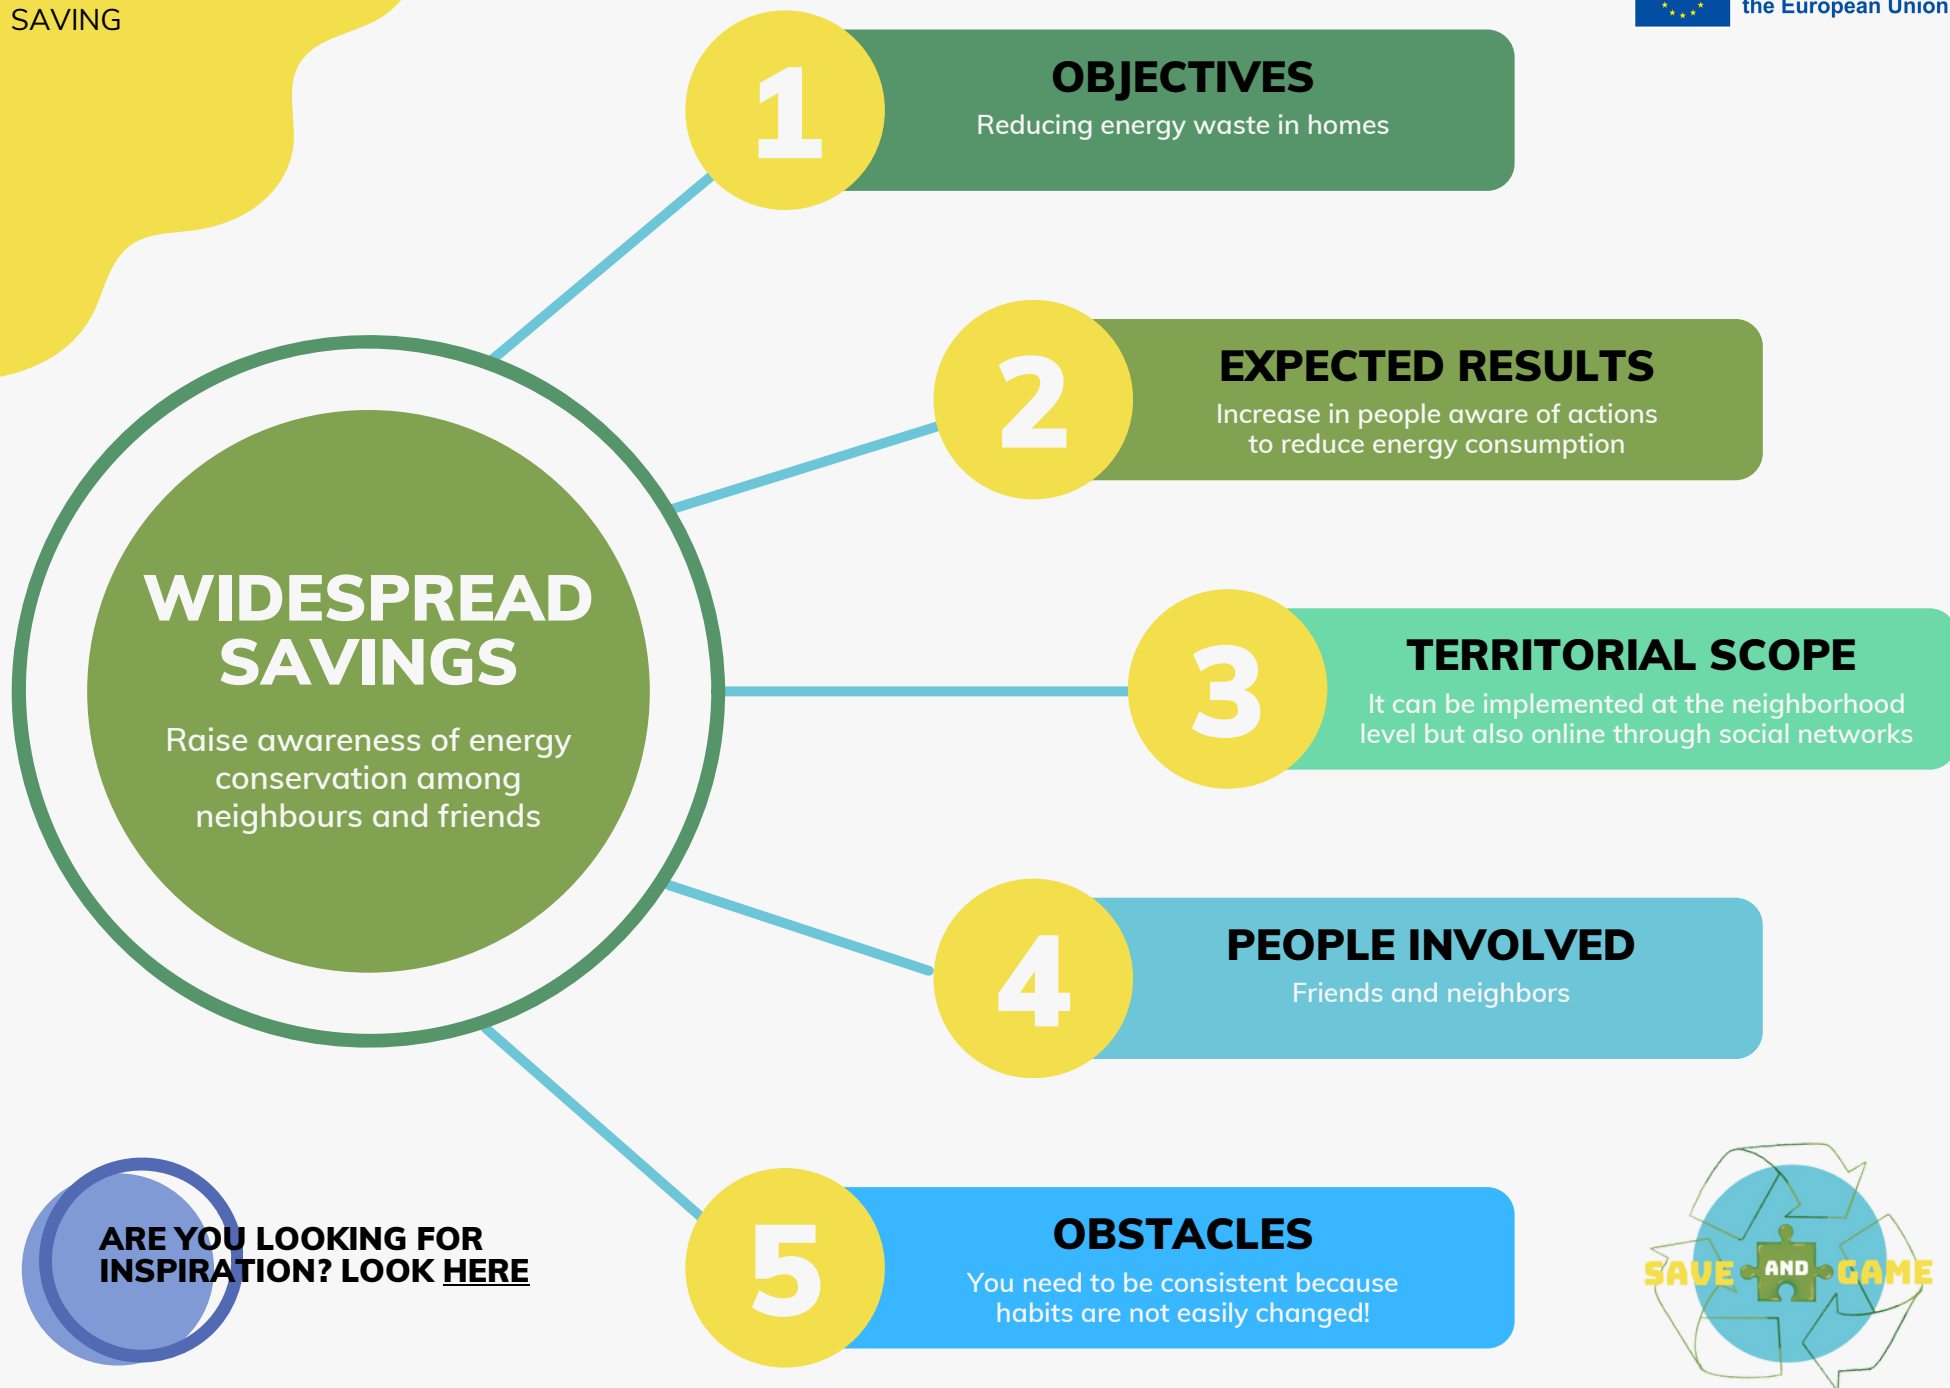 SAVING
the European Union
1
OBJECTIVES
Reducing energy waste in homes
2
EXPECTED RESULTS
Increase in people aware of actions
to reduce energy consumption
WIDESPREAD
SAVINGS
Raise awareness of energy
conservation among
neighbours and friends
3
TERRITORIAL SCOPE
It can be implemented at the neighborhood
level but also online through social networks
4
PEOPLE INVOLVED
Friends and neighbors
ARE YOU LOOKING FOR
INSPIRATION? LOOK HERE
5
OBSTACLES
You need to be consistent because
habits are not easily changed!
SAVE AND GAME